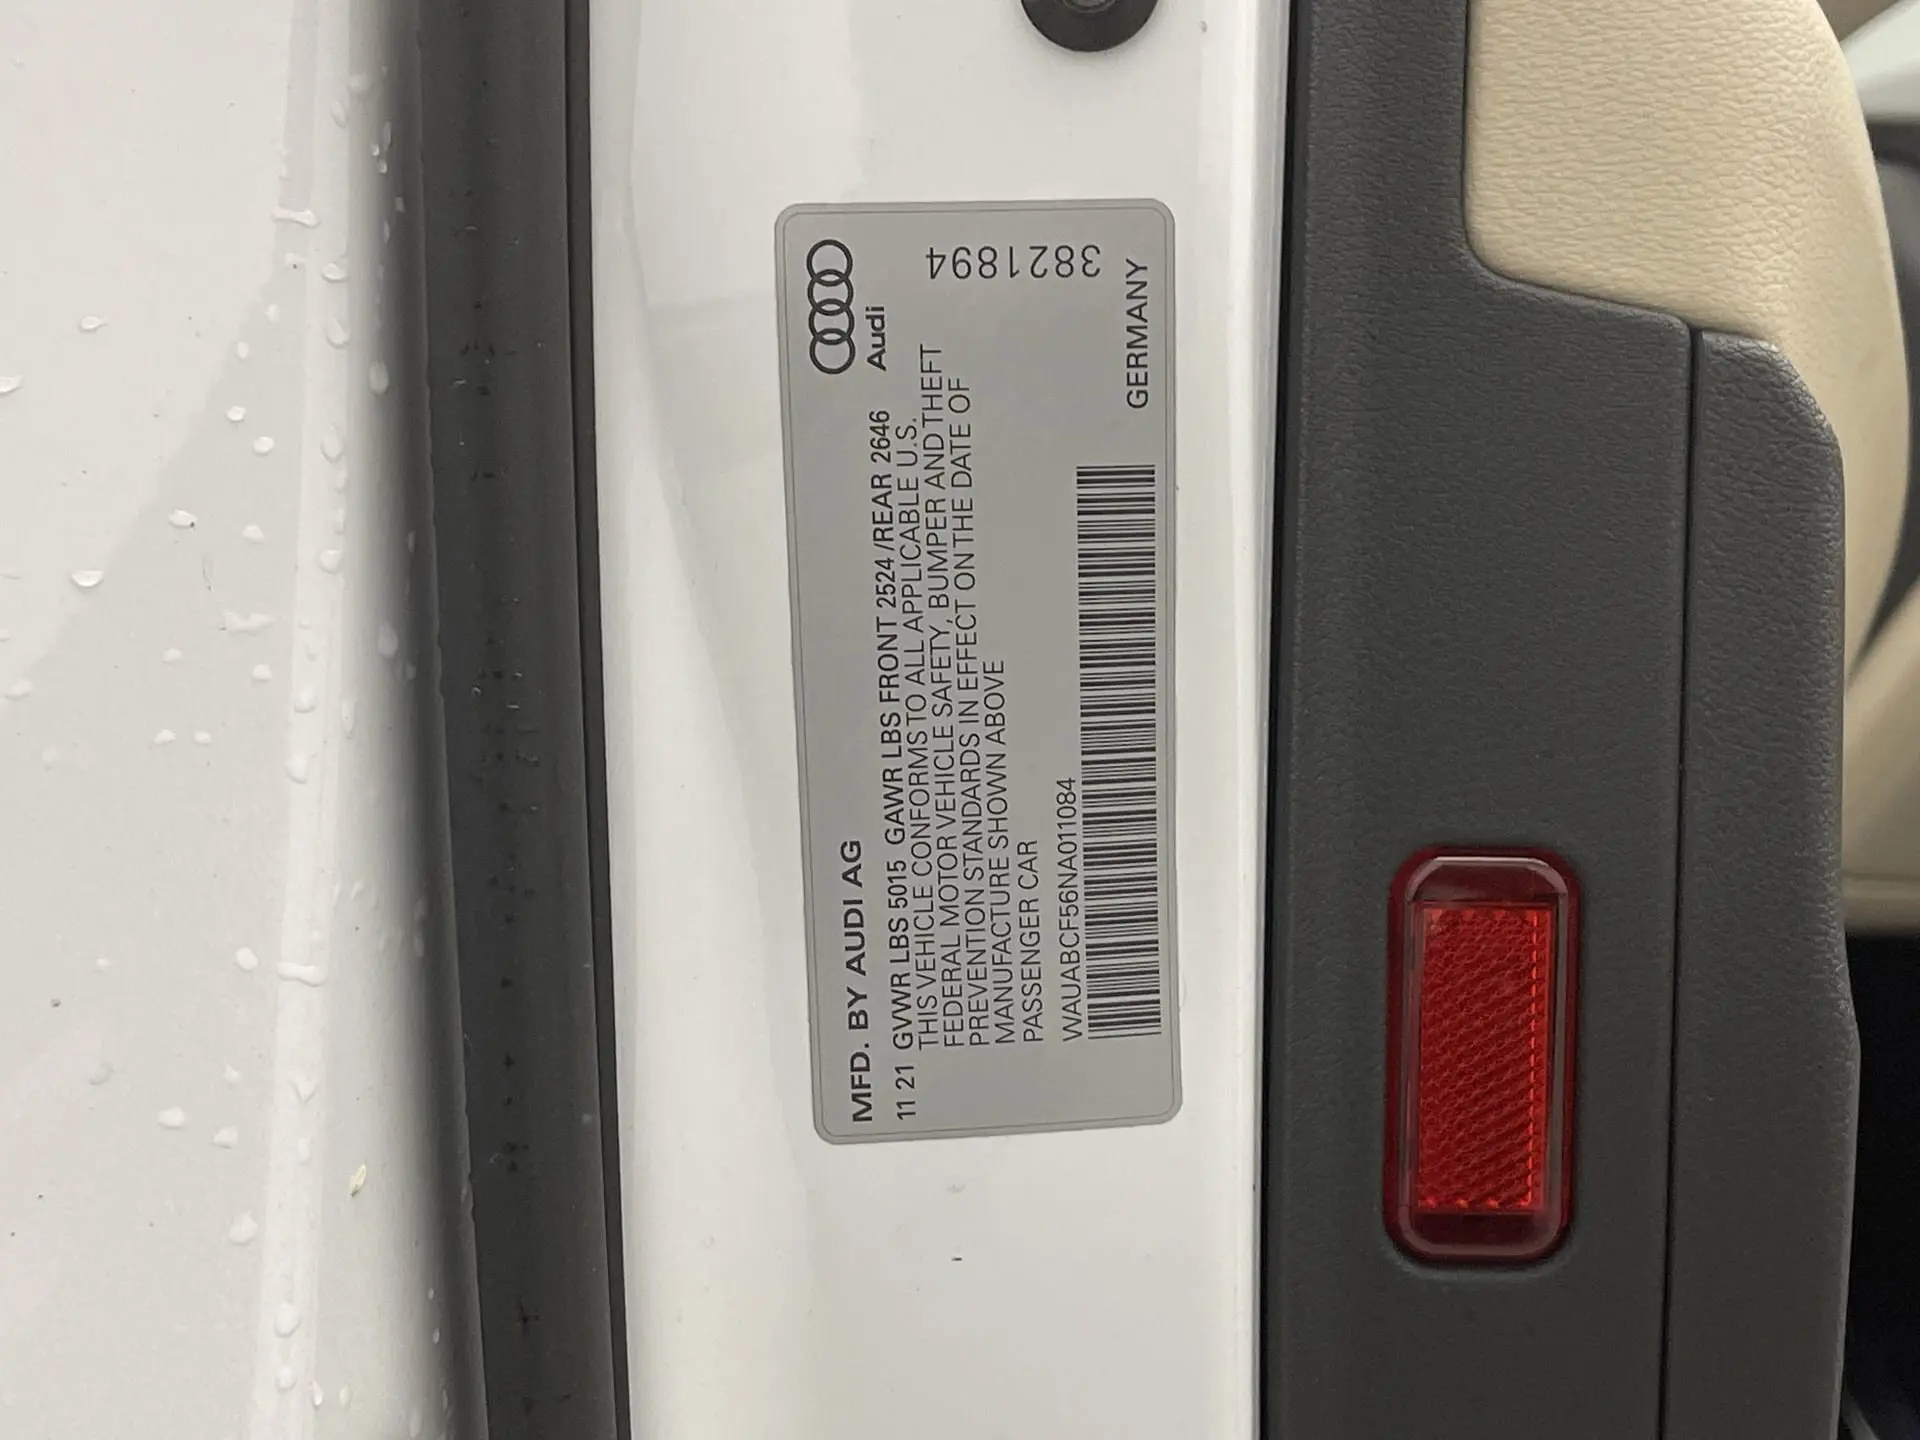 MFD. BY AUDI AG
Audi
11 21 GVWR LBS 5015 GAWR LBS FRONT 2524 /REAR 2646
THIS VEHICLE CONFORMS TO ALL APPLICABLE U.S.
FEDERAL MOTOR VEHICLE SAFETY, BUMPER AND THEFT
PREVENTION STANDARDS IN EFFECT ON THE DATE OF
MANUFACTURE SHOWN ABOVE
PASSENGER CAR
3821894
WAUABCF56NA011084
GERMANY